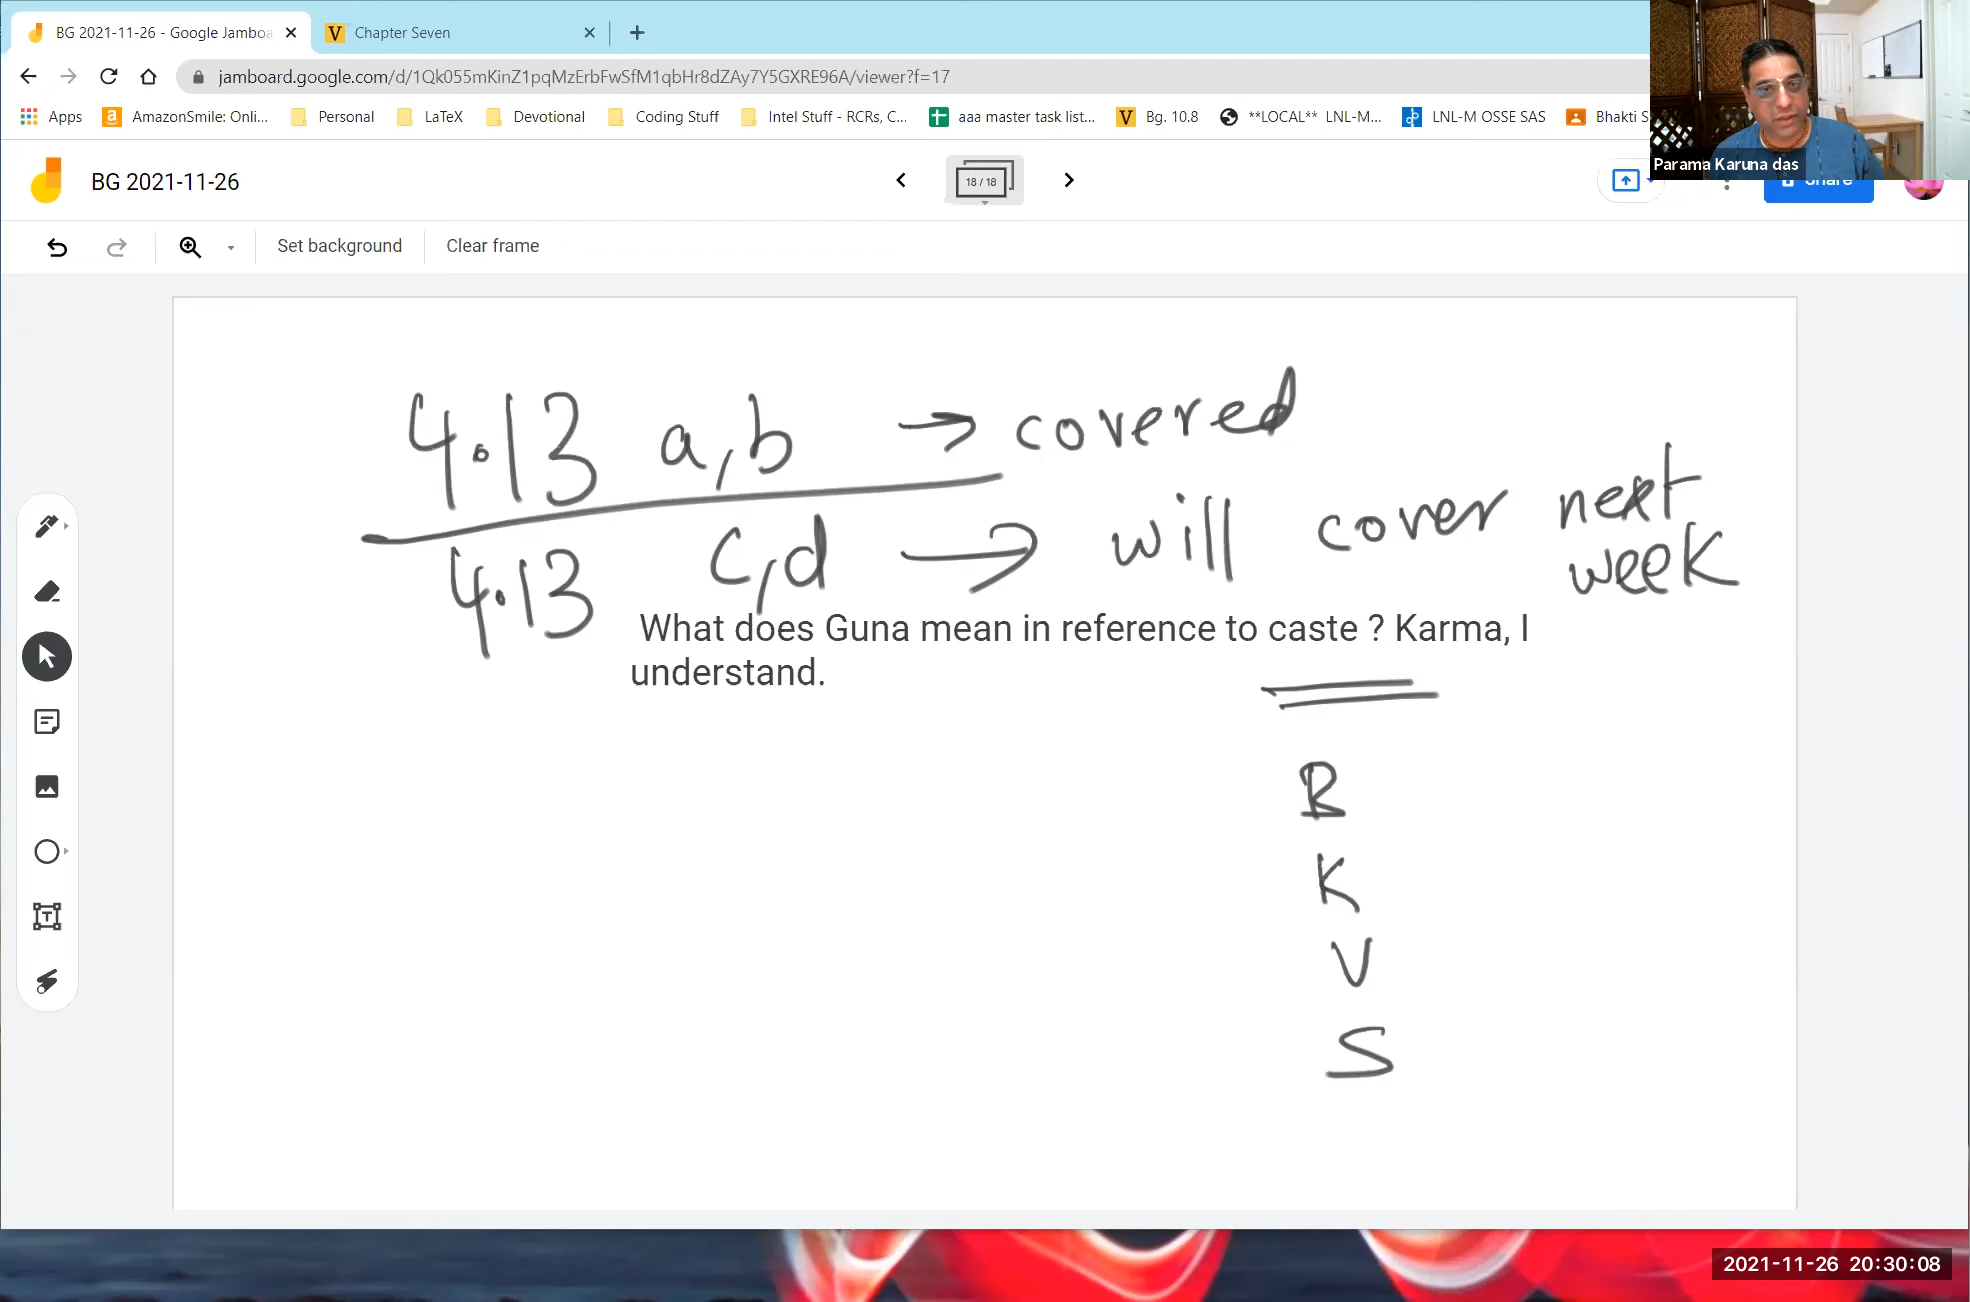 BG 2021-11-26 - Google Jamboa
Chapter Seven
jamboard.google.com/d/1Qk055mKinZ1pqMzErbFwSfM1qbHr8dZAy7Y5GXRE96A/viewer?f=17
Apps AmazonSmile: Onli... Personal LaTeX Devotional Coding Stuff Intel Stuff - RCRs, C... aaa master task list... Bg. 10.8 **LOCAL** LNL-M... LNL-M OSSE SAS Bhakti S
Parama Karuna das
BG 2021-11-26
18 / 18
Share
Set background Clear frame
4.13 a,b → covered
4.13 c,d → will cover next week
What does Guna mean in reference to caste ? Karma, I
understand.
B
K
V
S
2021-11-26 20:30:08